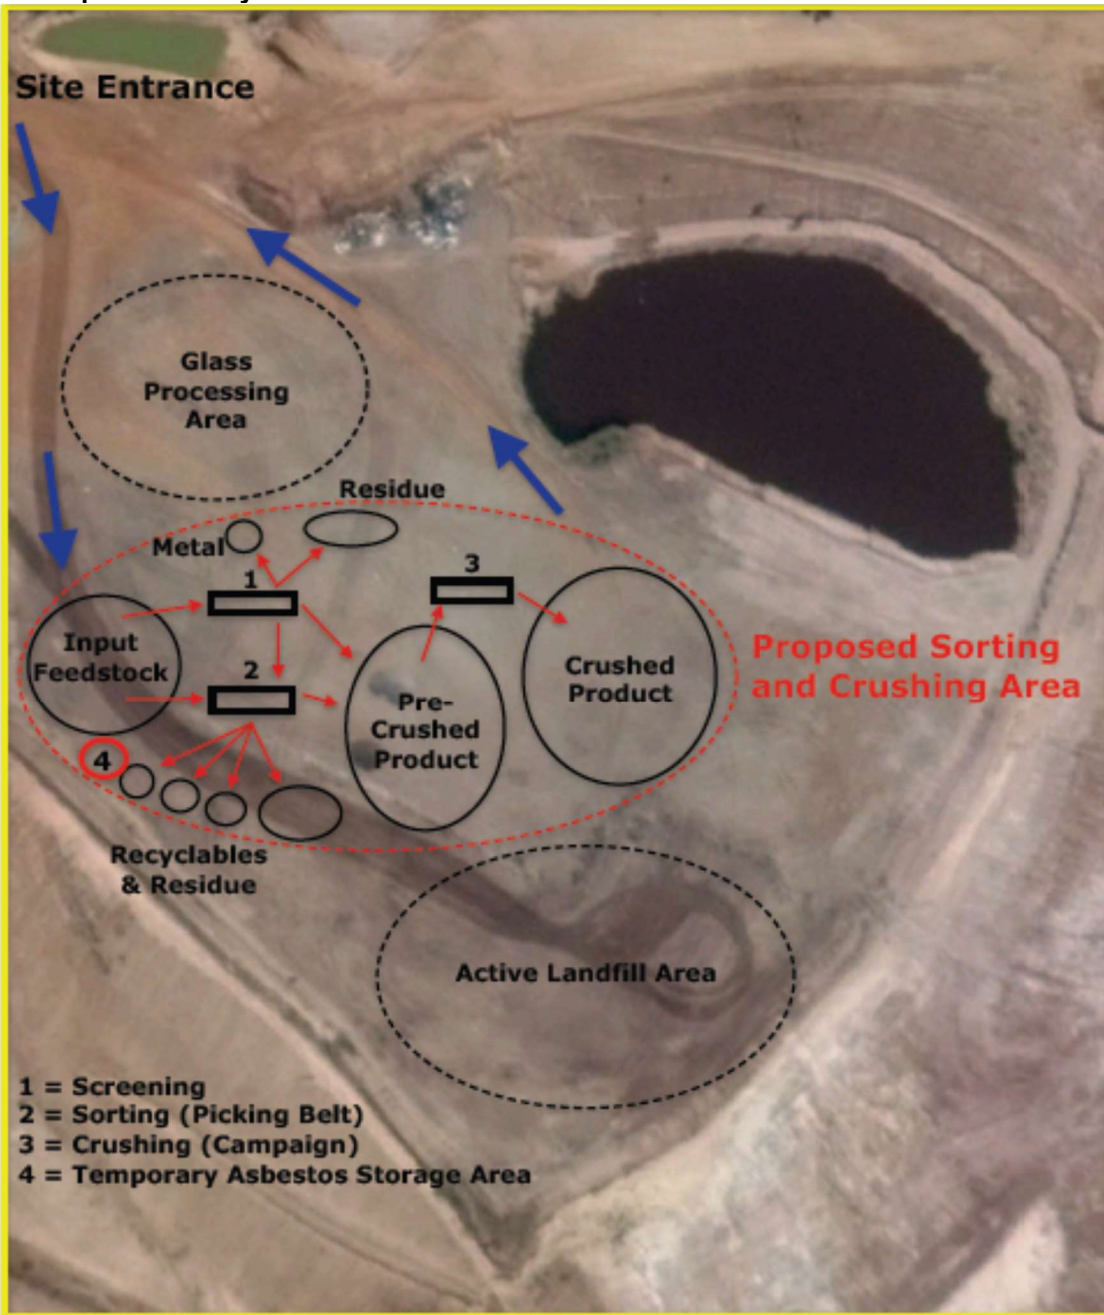 Site Entrance
Glass
Processing
Area
Residue
Metal
1
3
Input
Feedstock
2
Pre-
Crushed
Product
Crushed
Product
Proposed Sorting
and Crushing Area
4
Recyclables
& Residue
Active Landfill Area
1 = Screening
2 = Sorting (Picking Belt)
3 = Crushing (Campaign)
4 = Temporary Asbestos Storage Area